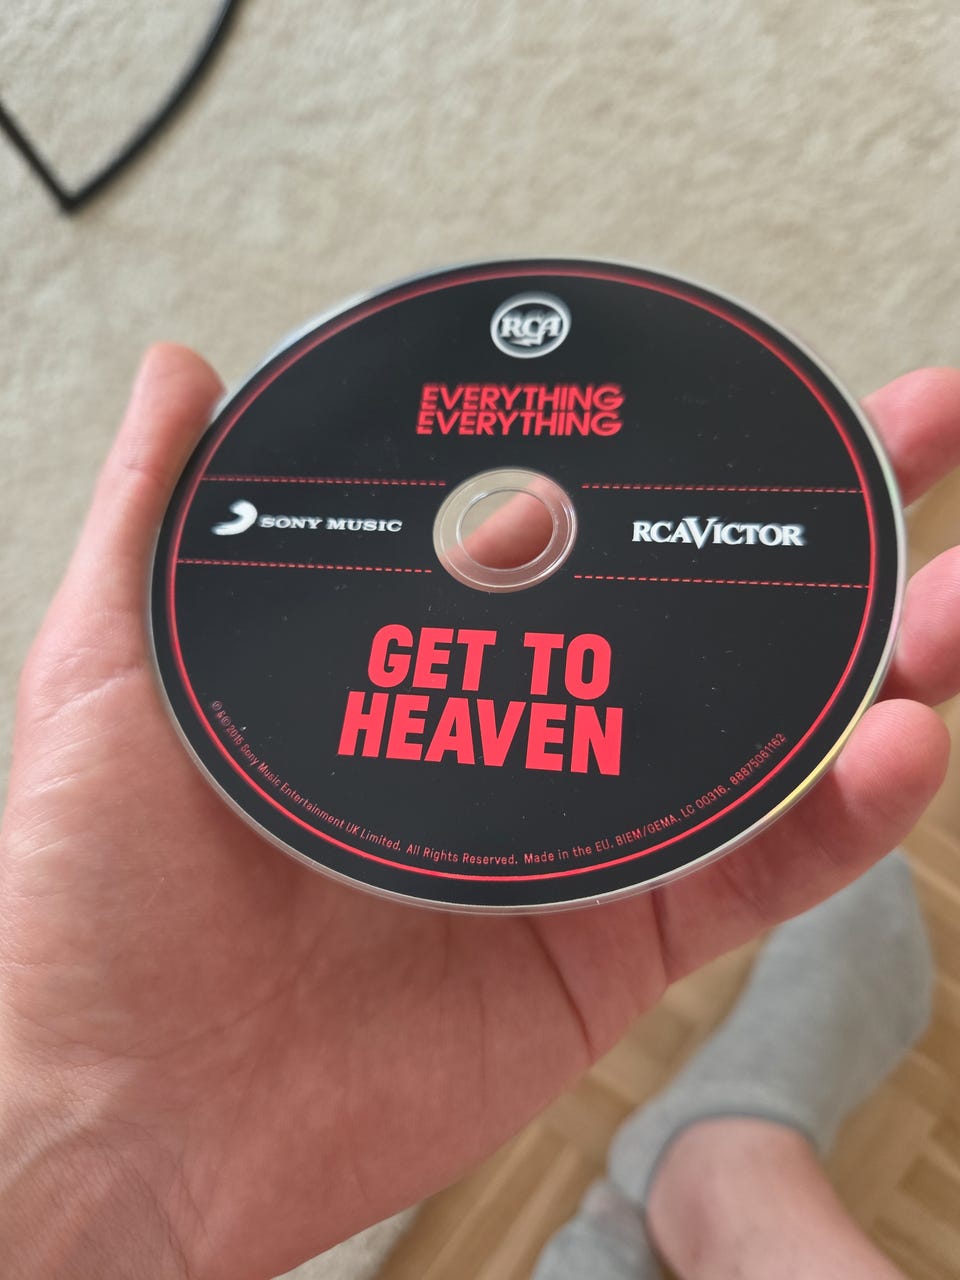 RCA
EVERYTHING
EVERYTHING
SONY MUSIC
RCAVICTOR
GET TO
HEAVEN
℗ & © 2015 Sony Music Entertainment UK Limited. All Rights Reserved. Made in the EU. BIEM/GEMA. LC 00316. 88875061162